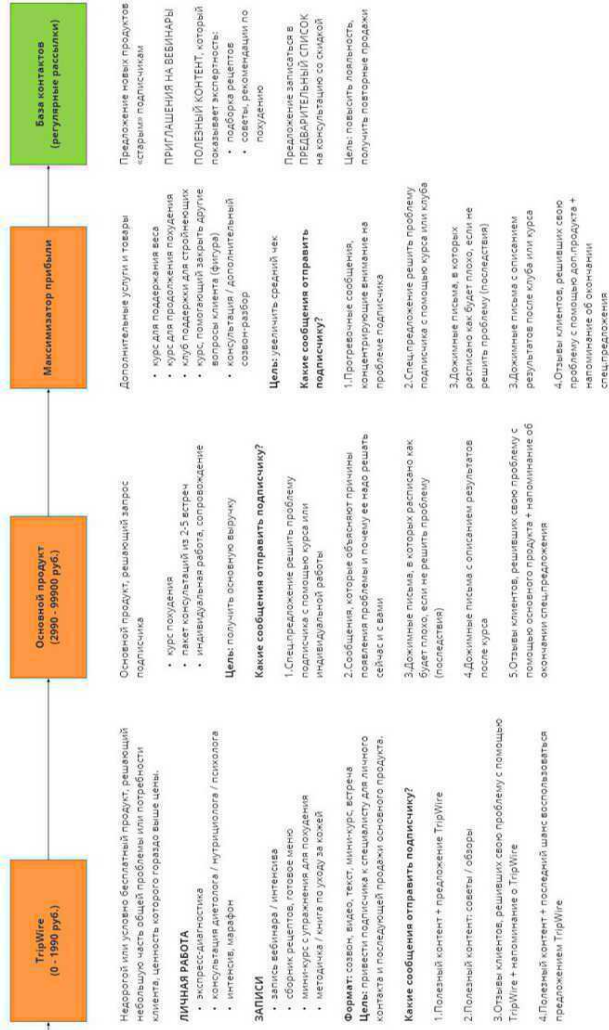 TripWire
(0 - 1990 руб.)
Недорогой или условно бесплатный продукт, решающий
небольшую часть общей проблемы или потребности
клиента, ценность которого гораздо выше цены.
ЛИЧНАЯ РАБОТА
• экспресс-диагностика
• консультация диетолога / нутрициолога / психолога
• интенсив, марафон
ЗАПИСИ
• запись вебинара / интенсива
• сборник рецептов, готовое меню
• мини-курс с упражнения для похудения
• методичка / книга по уходу за кожей
Формат: созвон, видео, текст, мини-курс, встреча
Цель: привести подписчика к специалисту для личного
контакта и последующей продажи основного продукта.
Какие сообщения отправить подписчику?
1.Полезный контент + предложение TripWire
2.Полезный контент: советы / обзоры
3.Отзывы клиентов, решивших свою проблему с помощью
TripWire + напоминание о TripWire
4.Полезный контент + последний шанс воспользоваться
предложением TripWire
Основной продукт
(2990 - 99900 руб.)
Основной продукт, решающий запрос
подписчика
• курс похудения
• пакет консультаций из 2-5 встреч
• индивидуальная работа, сопровождение
Цель: получить основную выручку
Какие сообщения отправить подписчику?
1.Спец.предложение решить проблему
подписчика с помощью курса или
индивидуальной работы
2.Сообщения, которые объясняют причины
появления проблемы и почему ее надо решать
сейчас и с вами
3.Дожимные письма, в которых расписано как
будет плохо, если не решить проблему
(последствия)
4.Дожимные письма с описанием результатов
после курса
5.Отзывы клиентов, решивших свою проблему с
помощью основного продукта + напоминание об
окончании спец.предложения
Максимизатор прибыли
Дополнительные услуги и товары
• курс для поддержания веса
• курс для продолжения похудения
• клуб поддержки для стройнеющих
• курс помогающий закрыть другие
вопросы клиента (фигура)
• консультация / дополнительный
созвон-разбор
Цель: увеличить средний чек
Какие сообщения отправить
подписчику?
1.Прогревочные сообщения,
концентрирующие внимание на
проблеме подписчика
2.Спец.предложение решить проблему
подписчика с помощью курса или клуба
3.Дожимные письма, в которых
расписано как будет плохо, если не
решить проблему (последствия)
3.Дожимные письма с описанием
результатов после клуба или курса
4.Отзывы клиентов, решивших свою
проблему с помощью доп.продукта +
напоминание об окончании
спец.предложения
База контактов
(регулярные рассылки)
Предложение новых продуктов
«старым» подписчикам
ПРИГЛАШЕНИЯ НА ВЕБИНАРЫ
ПОЛЕЗНЫЙ КОНТЕНТ, который
показывает экспертность:
• подборка рецептов
• советы, рекомендации по
похудению
Предложение записаться в
ПРЕДВАРИТЕЛЬНЫЙ СПИСОК
на консультацию со скидкой
Цель: повысить лояльность,
получить повторные продажи